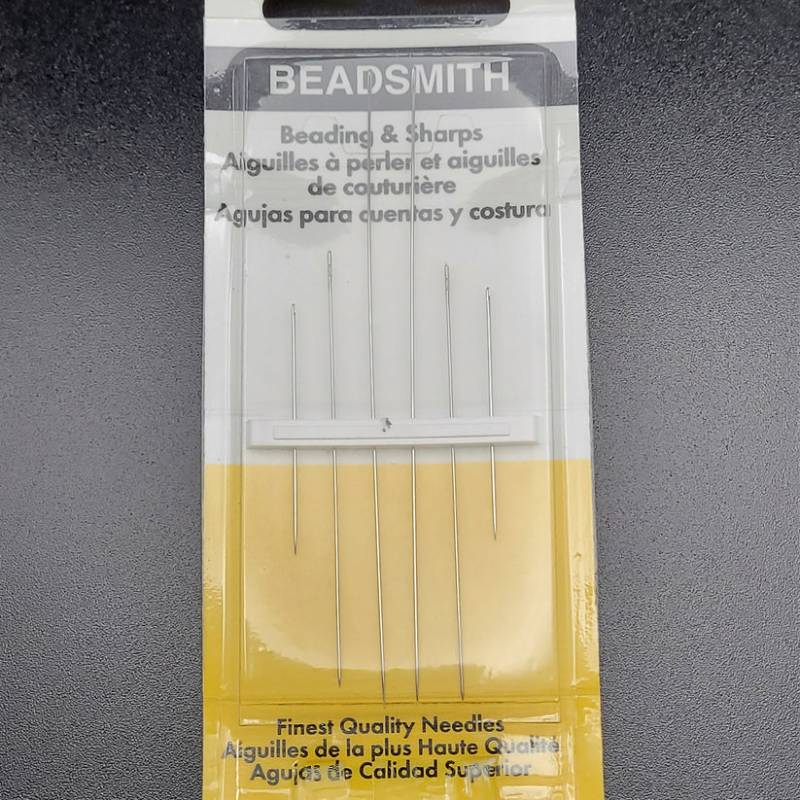 BEADSMITH
Beading & Sharps
Aiguilles à perler et aiguilles
de couturière
Agujas para cuentas y costura
Finest Quality Needles
Aiguilles de la plus Haute Qualité
Agujas de Calidad Superior